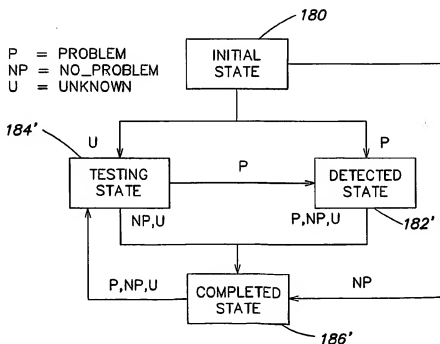 180
P = PROBLEM
NP = NO_PROBLEM
U = UNKNOWN
INITIAL
STATE
184'
U
P
TESTING
STATE
P
DETECTED
STATE
182'
NP,U
P,NP,U
P,NP,U
COMPLETED
STATE
NP
186'